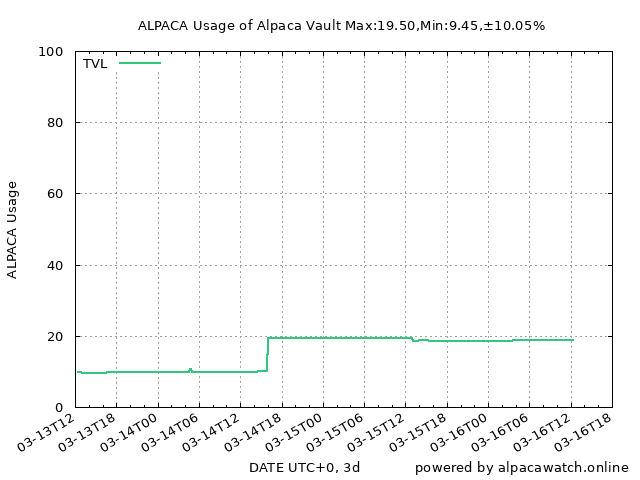 ALPACA Usage of Alpaca Vault Max:19.50,Min:9.45,±10.05%
TVL
100
80
60
40
20
0
ALPACA Usage
03-13T12
03-13T18
03-14T00
03-14T06
03-14T12
03-14T18
03-15T00
03-15T06
03-15T12
03-15T18
03-16T00
03-16T06
03-16T12
03-16T18
DATE UTC+0, 3d
powered by alpacawatch.online